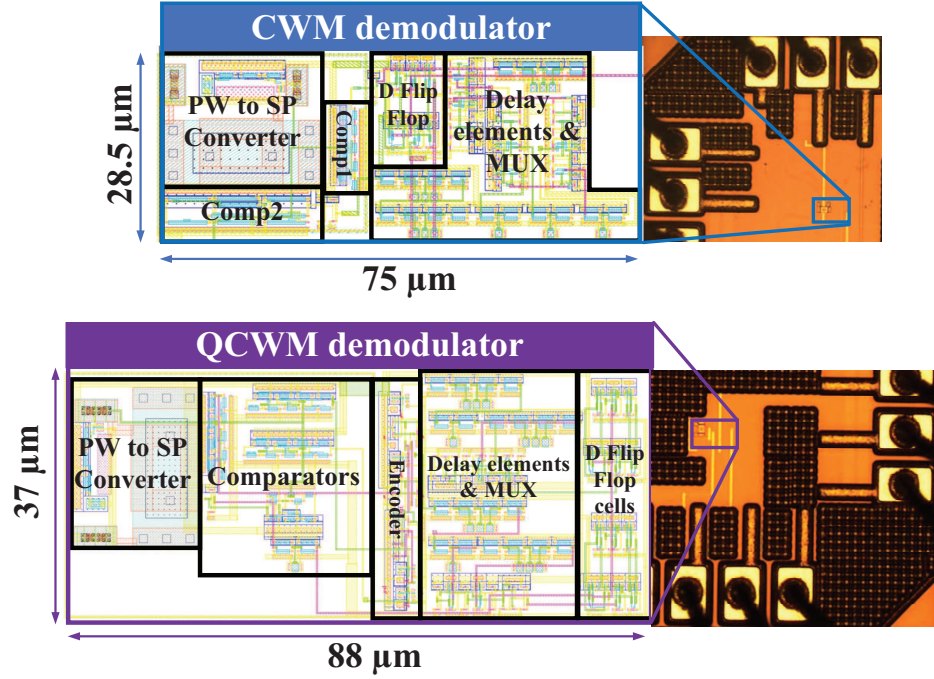 CWM demodulator
28.5 µm
PW to SP
Converter
Comp1
D Flip
Flop
Delay
elements &
MUX
Comp2
75 µm
QCWM demodulator
37 µm
PW to SP
Converter
Comparators
Encoder
Delay elements
& MUX
D Flip
Flop
cells
88 µm